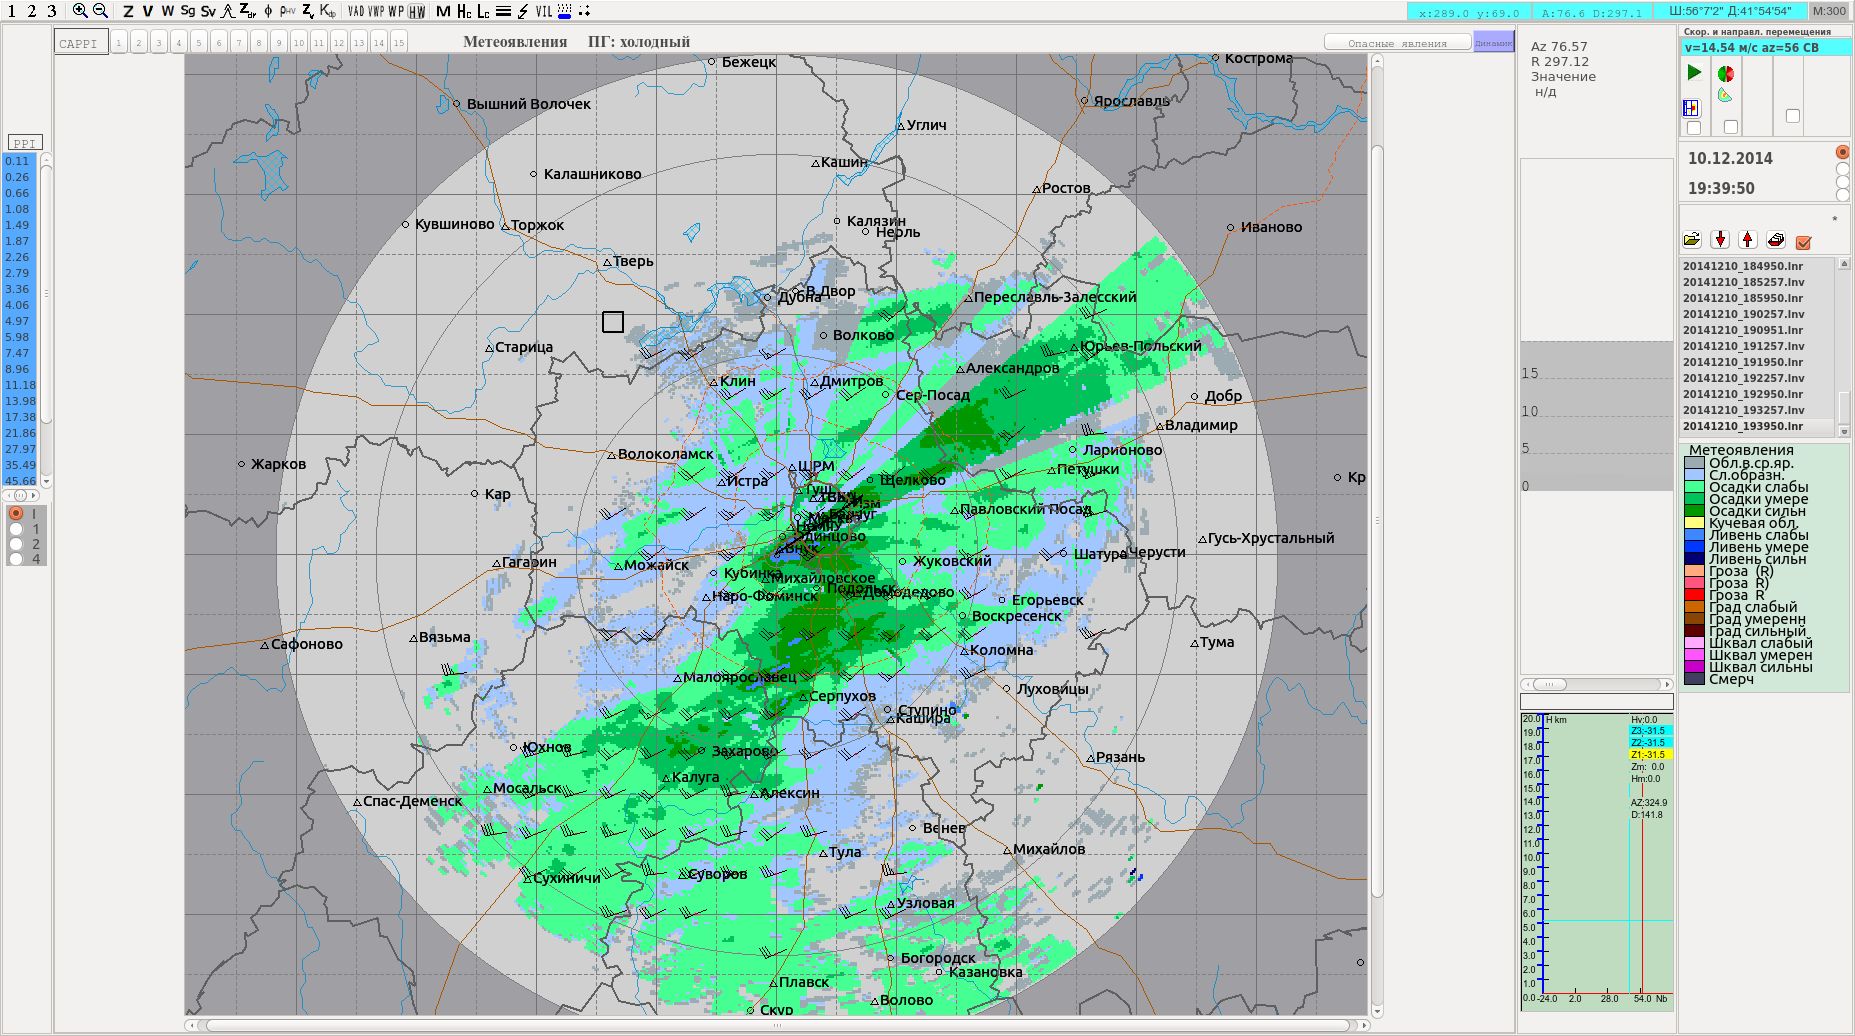 1 2 3 Z V W Sg Sv Zdr ф ρHV Zv Kdp VAD VWP WP HW M Hc Lc VIL
x:289.0 y:69.0 A:76.6 D:297.1 Ш:56°7'2" Д:41°54'54" M:300
CAPPI 1 2 3 4 5 6 7 8 9 10 11 12 13 14 15 Метеоявления ПГ: холодный Опасные явления Динамик
PPI
0.11
0.26
0.66
1.08
1.49
1.87
2.26
2.79
3.36
4.06
4.97
5.98
7.47
8.96
11.18
13.98
17.38
21.86
27.97
35.49
45.66
I
1
2
4
Бежецк
Кострома
Вышний Волочек
Ярославль
Углич
Кашин
Калашниково
Ростов
Кувшиново
Торжок
Калязин
Нерль
Иваново
Тверь
В.Двор
Дубна
Переславль-Залесский
Волково
Старица
Юрьев-Польский
Александров
Клин
Дмитров
Сер-Посад
Добр
Владимир
Ларионово
Волоколамск
Жарков
ШРМ
Петушки
Истра
Щелково
Кр
Кар
Туш
Изм
Павловский Посад
Одинцово
Гусь-Хрустальный
Внук
Шатура
Черусти
Гагарин
Можайск
Жуковский
Кубинка
Михайловское
Подольск
Домодедово
Наро-Фоминск
Егорьевск
Воскресенск
Вязьма
Сафоново
Тума
Коломна
Малоярославец
Луховицы
Серпухов
Ступино
Кашира
Юхнов
Захарово
Рязань
Калуга
Мосальск
Алексин
Спас-Деменск
Венев
Тула
Михайлов
Сухиничи
Суворов
Узловая
Богородск
Казановка
Плавск
Волово
Скур
Az 76.57
R 297.12
Значение
н/д
15
10
5
0
20.0 H km
19.0
18.0
17.0
16.0
15.0
14.0
13.0
12.0
11.0
10.0
9.0
8.0
7.0
6.0
5.0
4.0
3.0
2.0
1.0
0.0
-24.0 2.0 28.0 54.0 Nb
Hv:0.0
Z3:-31.5
Z2:-31.5
Z1:-31.5
Zm: 0.0
Hm:0.0
AZ:324.9
D:141.8
Скор. и направл. перемещения
v=14.54 м/с az=56 СВ
10.12.2014
19:39:50
*
20141210_184950.lnr
20141210_185257.lnv
20141210_185950.lnr
20141210_190257.lnv
20141210_190951.lnr
20141210_191257.lnv
20141210_191950.lnr
20141210_192257.lnv
20141210_192950.lnr
20141210_193257.lnv
20141210_193950.lnr
Метеоявления
Обл.в.ср.яр.
Сл.образн.
Осадки слабы
Осадки умере
Осадки сильн
Кучевая обл.
Ливень слабы
Ливень умере
Ливень сильн
Гроза (R)
Гроза R)
Гроза R
Град слабый
Град умеренн
Град сильный
Шквал слабый
Шквал умерен
Шквал сильны
Смерч